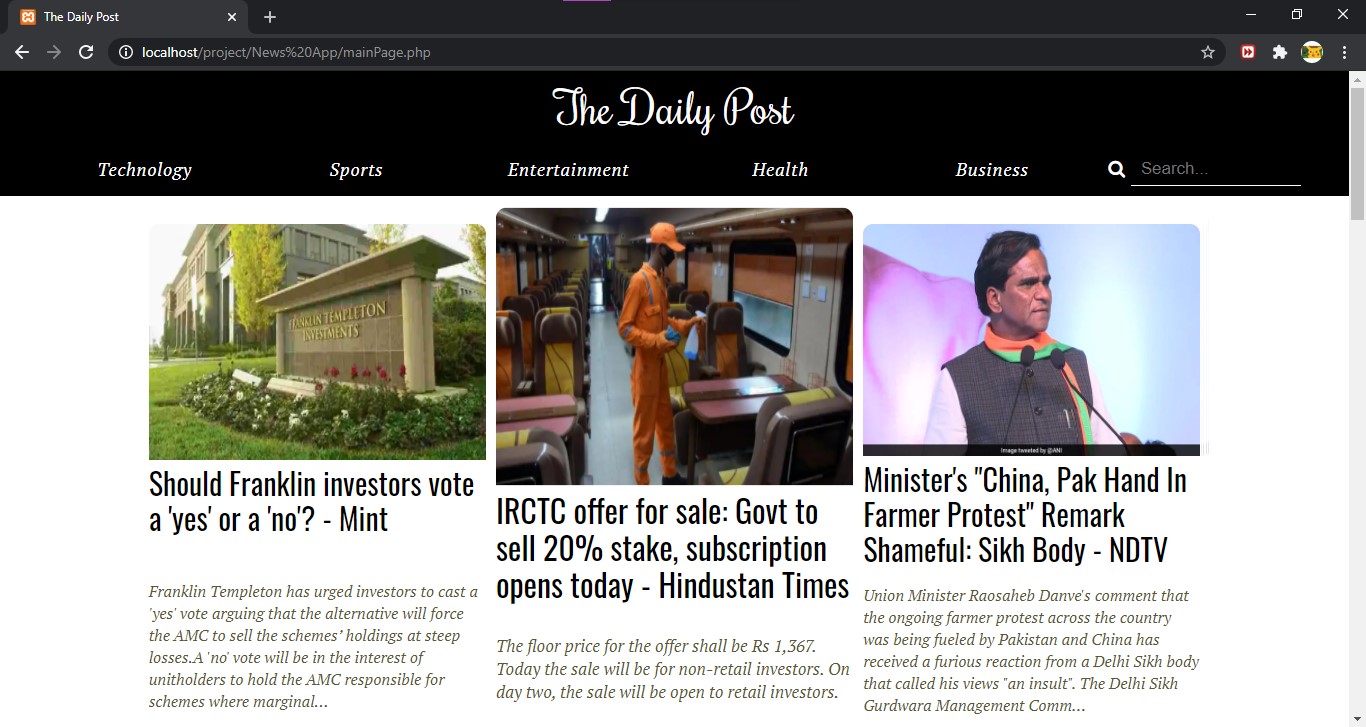 The Daily Post
localhost/project/News%20App/mainPage.php
The Daily Post
Technology
Sports
Entertainment
Health
Business
Search...
FRANKLIN TEMPLETON
INVESTMENTS
Image tweeted by @ANI
Should Franklin investors vote
a 'yes' or a 'no'? - Mint
Franklin Templeton has urged investors to cast a
'yes' vote arguing that the alternative will force
the AMC to sell the schemes’ holdings at steep
losses.A 'no' vote will be in the interest of
unitholders to hold the AMC responsible for
schemes where marginal...
IRCTC offer for sale: Govt to
sell 20% stake, subscription
opens today - Hindustan Times
The floor price for the offer shall be Rs 1,367.
Today the sale will be for non-retail investors. On
day two, the sale will be open to retail investors.
Minister's "China, Pak Hand In
Farmer Protest" Remark
Shameful: Sikh Body - NDTV
Union Minister Raosaheb Danve's comment that
the ongoing farmer protest across the country
was being fueled by Pakistan and China has
received a furious reaction from a Delhi Sikh body
that called his views "an insult". The Delhi Sikh
Gurdwara Management Comm...